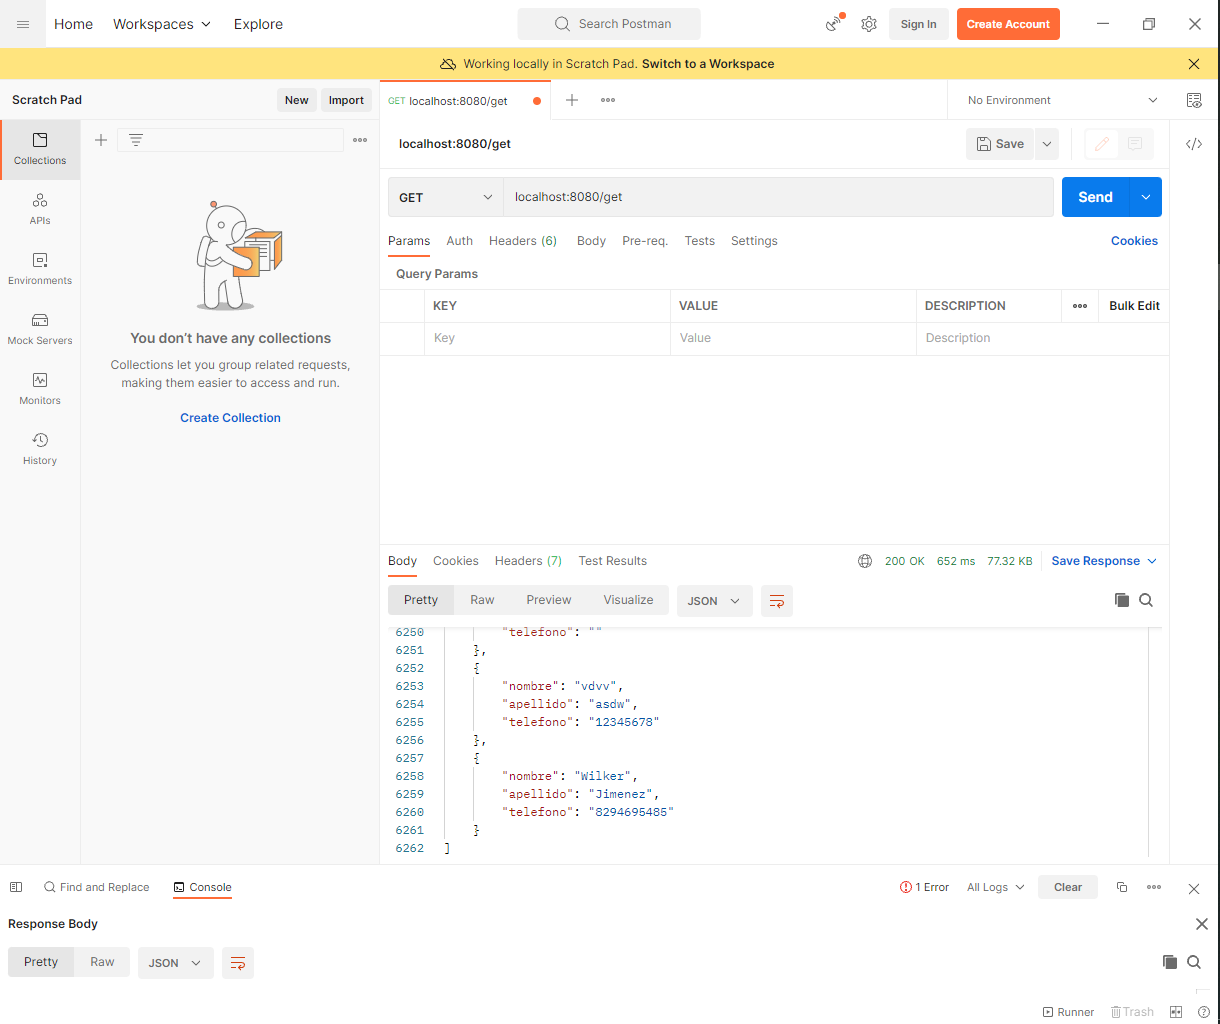 Home Workspaces Explore Search Postman Sign In Create Account
Working locally in Scratch Pad. Switch to a Workspace
Scratch Pad New Import GET localhost:8080/get No Environment
Collections
APIs
Environments
Mock Servers
Monitors
History
You don’t have any collections
Collections let you group related requests,
making them easier to access and run.
Create Collection
localhost:8080/get Save
GET localhost:8080/get Send
Params Auth Headers (6) Body Pre-req. Tests Settings Cookies
Query Params
KEY VALUE DESCRIPTION Bulk Edit
Key Value Description
Body Cookies Headers (7) Test Results 200 OK 652 ms 77.32 KB Save Response
Pretty Raw Preview Visualize JSON
6250 "telefono": ""
6251 },
6252 {
6253 "nombre": "vdvv",
6254 "apellido": "asdw",
6255 "telefono": "12345678"
6256 },
6257 {
6258 "nombre": "Wilker",
6259 "apellido": "Jimenez",
6260 "telefono": "8294695485"
6261 }
6262 ]
Find and Replace Console 1 Error All Logs Clear
Response Body
Pretty Raw JSON
Runner Trash